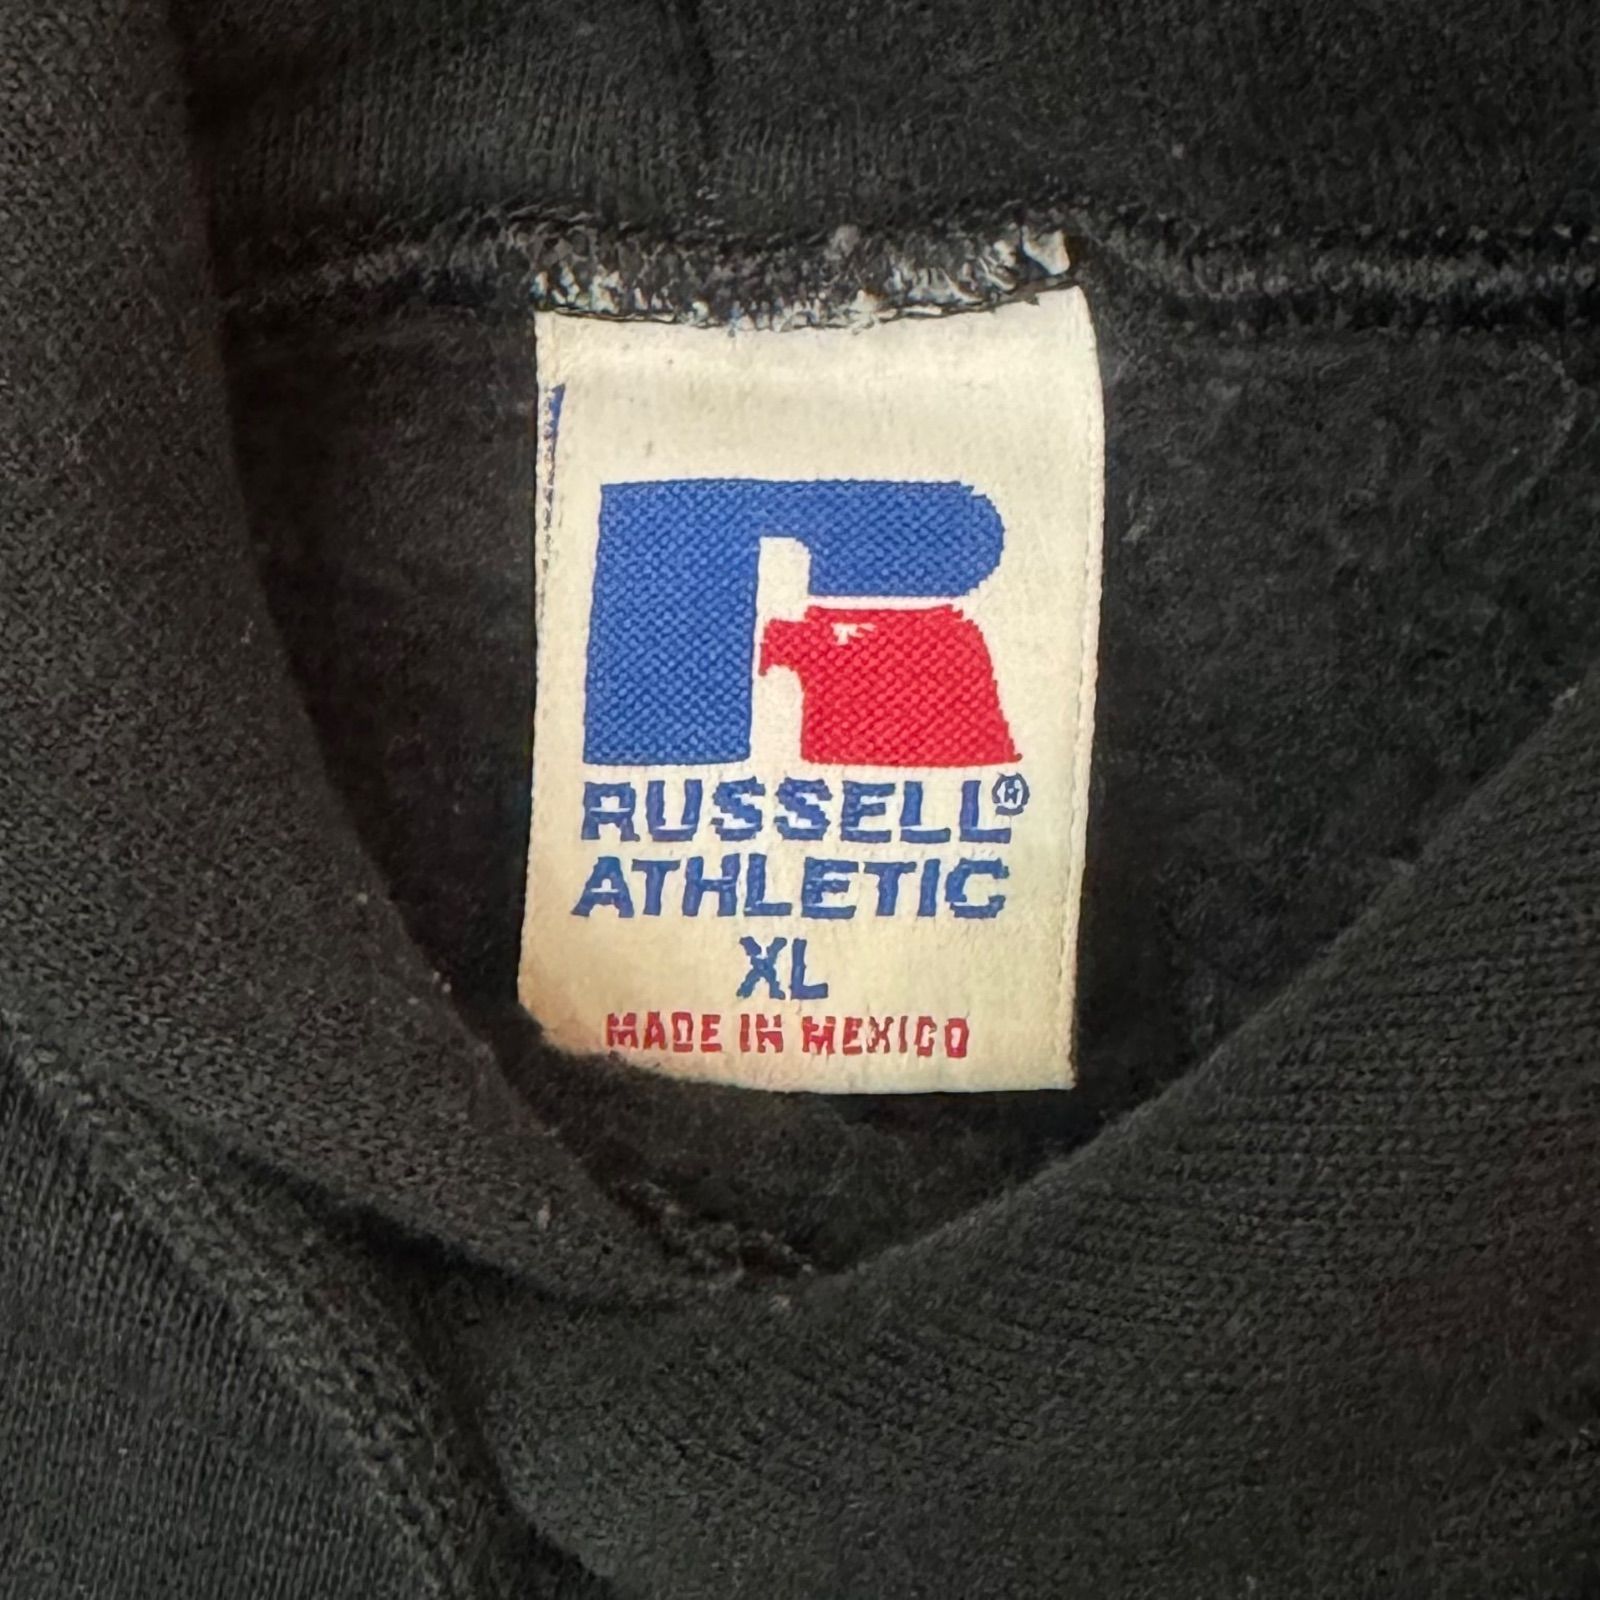 RUSSELL®
ATHLETIC
XL
MADE IN MEXICO